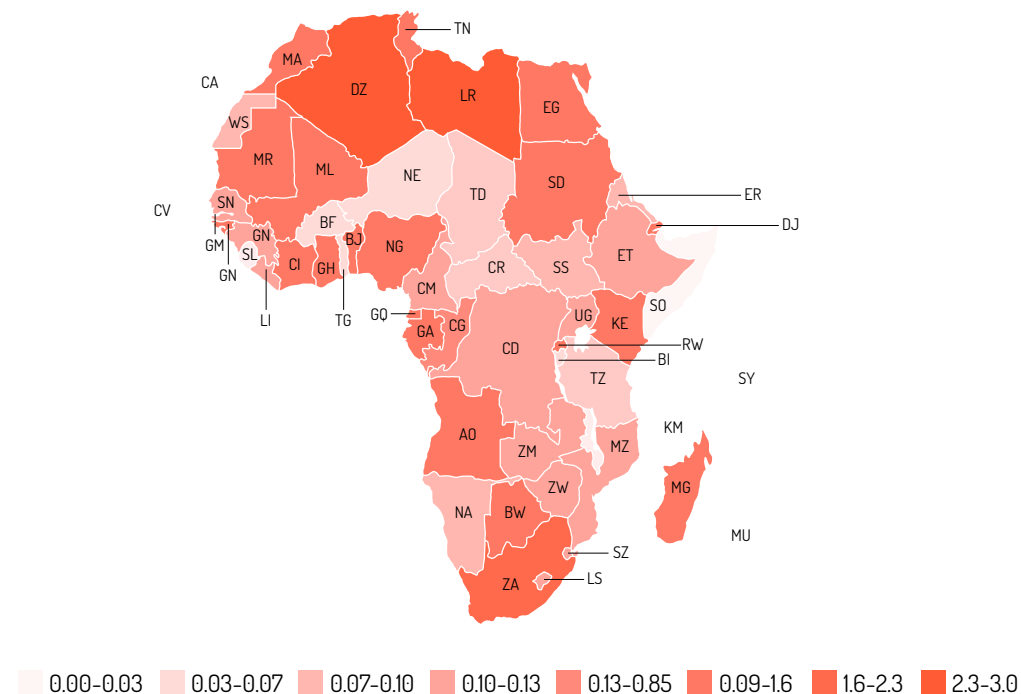 TN
MA
CA
DZ
LR
EG
WS
MR
ML
NE
TD
SD
ER
SN
CV
BF
DJ
GM
GN
BJ
NG
SL
CI
GH
CR
SS
ET
GN
CM
SO
LI
TG
GQ
UG
KE
GA
CG
CD
RW
BI
TZ
SY
KM
AO
ZM
MZ
ZW
MG
NA
BW
MU
SZ
ZA
LS
0.00-0.03
0.03-0.07
0.07-0.10
0.10-0.13
0.13-0.85
0.09-1.6
1.6-2.3
2.3-3.0